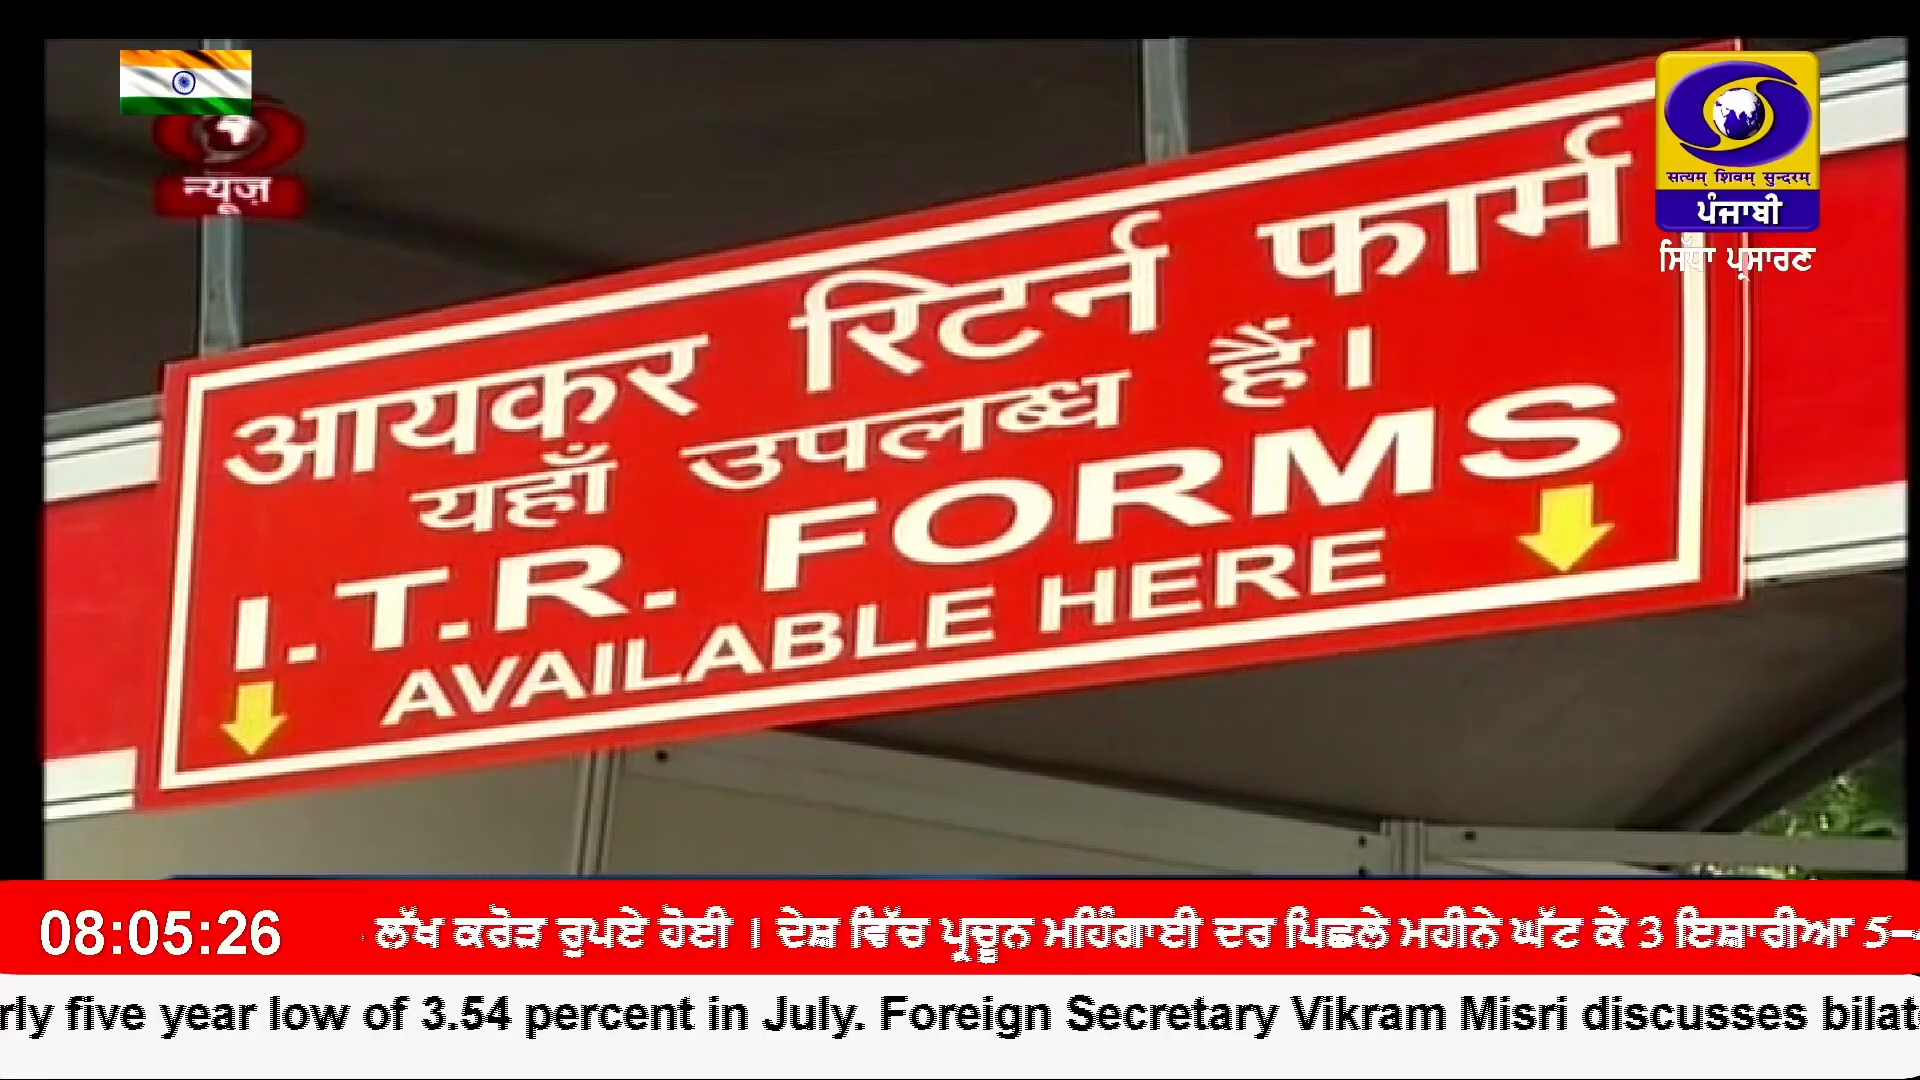 न्यूज़
सत्यम् शिवम् सुन्दरम्
ਪੰਜਾਬੀ
ਸਿੱਧਾ ਪ੍ਰਸਾਰਣ
आयकर रिटर्न फार्म
यहाँ उपलब्ध हैं।
I.T.R. FORMS
AVAILABLE HERE
08:05:26
ਲੱਖ ਕਰੋੜ ਰੁਪਏ ਹੋਈ । ਦੇਸ਼ ਵਿੱਚ ਪ੍ਰਚੂਨ ਮਹਿੰਗਾਈ ਦਰ ਪਿਛਲੇ ਮਹੀਨੇ ਘੱਟ ਕੇ 3 ਇਸ਼ਾਰੀਆ 5-
rly five year low of 3.54 percent in July. Foreign Secretary Vikram Misri discusses bilat